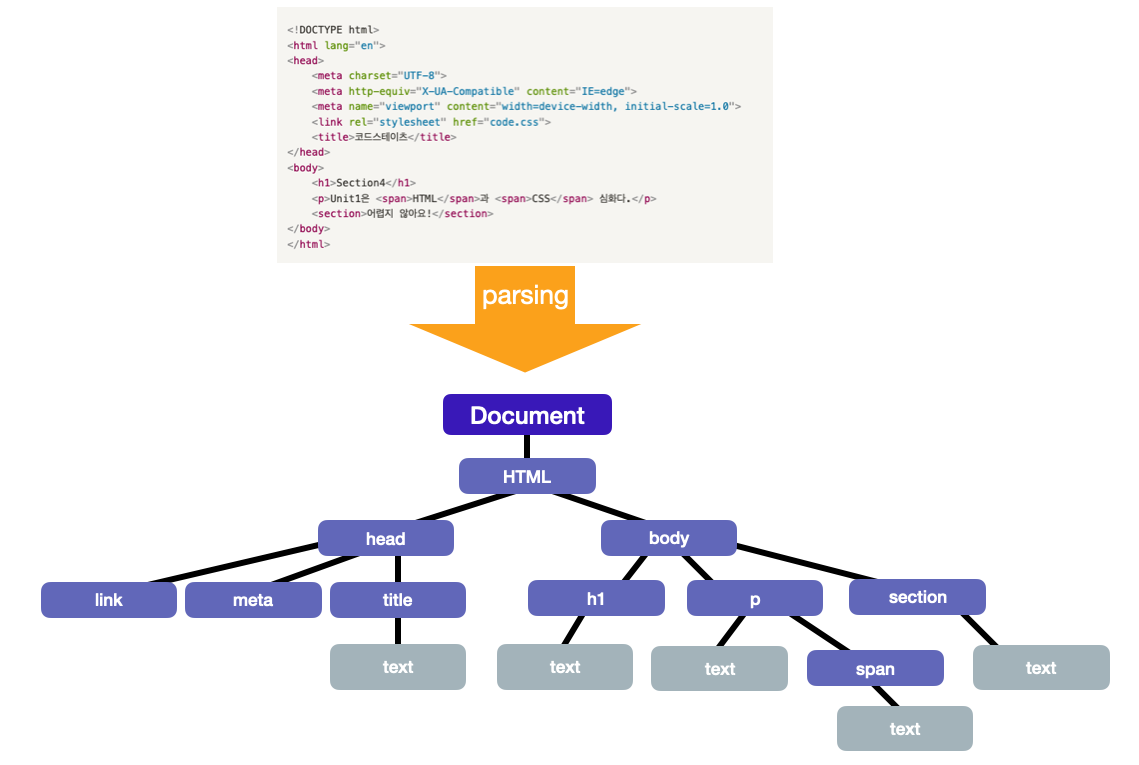 <!DOCTYPE html>
<html lang="en">
<head>
    <meta charset="UTF-8">
    <meta http-equiv="X-UA-Compatible" content="IE=edge">
    <meta name="viewport" content="width=device-width, initial-scale=1.0">
    <link rel="stylesheet" href="code.css">
    <title>코드스테이츠</title>
</head>
<body>
    <h1>Section4</h1>
    <p>Unit1은 <span>HTML</span>과 <span>CSS</span> 심화다.</p>
    <section>어렵지 않아요!</section>
</body>
</html>
parsing
Document
HTML
head
body
link
meta
title
h1
p
section
text
text
text
span
text
text